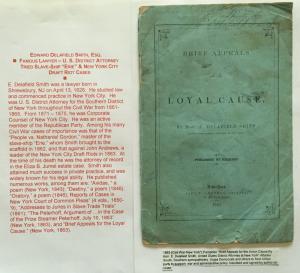 EDWARD DELAFIELD SMITH, ESQ.
FAMOUS LAWYER – U. S. DISTRICT ATTORNEY
TRIED SLAVE-SHIP "ERIE" & NEW YORK CITY
DRAFT RIOT CASES
E. Delafield Smith was a lawyer born in
Shrewsbury, NJ on April 13, 1826. He studied law
and commenced practice in New York City. He
was U. S. District Attorney for the Southern District
of New York throughout the Civil War from 1861-
1865. From 1871 – 1875, he was Corporal
Counsel of New York City. He was an active
member of the Republican Party. Among his many
Civil War cases of importance was that of the
"People vs. Nathaniel Gordon," master of the
slave-ship "Erie," whom Smith brought to the
scaffold in 1862, and that against John Andrews, a
leader of the New York City Draft Riots in 1863. At
the time of his death he was the attorney of record
in the Eliza B. Jumel estate case. Smith also
attained much success in private practice, and was
widely known for his legal ability. He published
numerous works, among them are: "Avidae, a
poem (New York, 1843); "Destiny," a poem (1846);
"Oratory," a poem (1846); Reports of Cases in
New York Court of Common Pleas" (4 vols., 1850-
'9); "Addresses to Juries in Slave-Trade Trials"
(1861); "The Peterhoff, Argument of ... in the Case
of the Prize Steamer Peterhoff, July 10, 1863"
(New York, 1863), and "Brief Appeals for the Loyal
Cause." (New York, 1863).
BRIEF APPEALS
FOR THE
LOYAL CAUSE,
BY HON. E. DELAFIELD SMITH
PUBLISHED BY REQUEST
New-York
1863